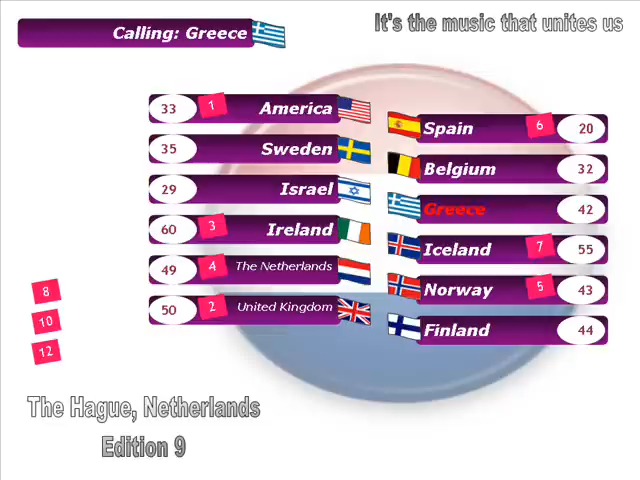 Calling: Greece
It's the music that unites us
33 1 America
35 Sweden
29 Israel
60 3 Ireland
49 4 The Netherlands
50 2 United Kingdom
Spain 6 20
Belgium 32
Greece 42
Iceland 7 55
Norway 5 43
Finland 44
8
10
12
The Hague, Netherlands
Edition 9